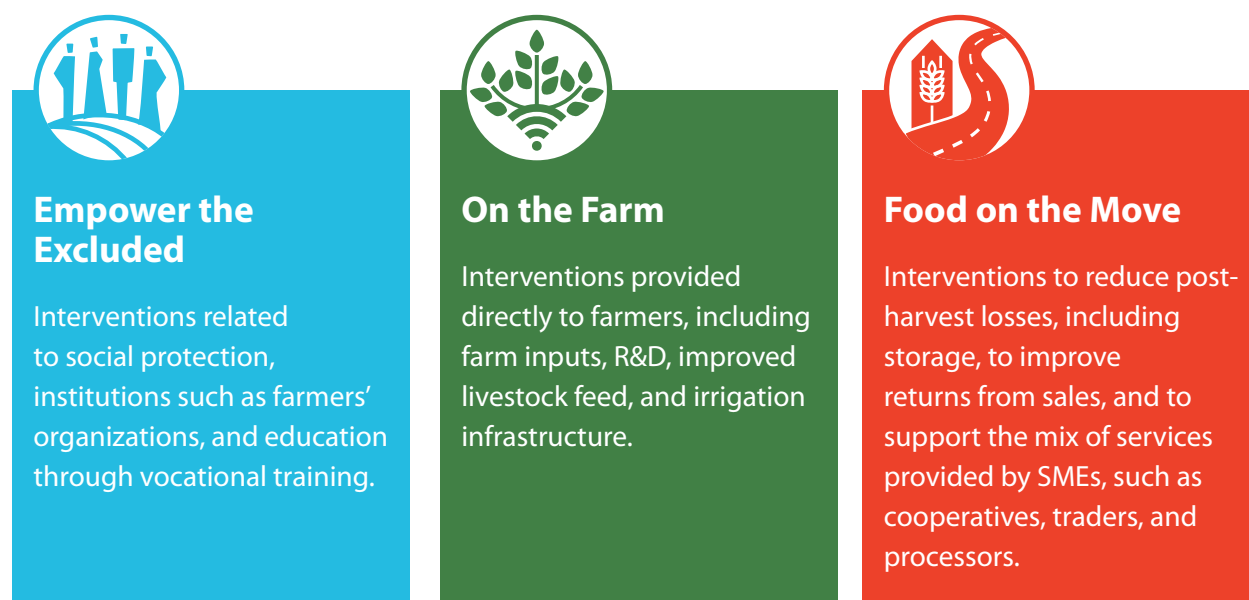 Empower the
Excluded
Interventions related
to social protection,
institutions such as farmers’
organizations, and education
through vocational training.
On the Farm
Interventions provided
directly to farmers, including
farm inputs, R&D, improved
livestock feed, and irrigation
infrastructure.
Food on the Move
Interventions to reduce post-
harvest losses, including
storage, to improve
returns from sales, and to
support the mix of services
provided by SMEs, such as
cooperatives, traders, and
processors.